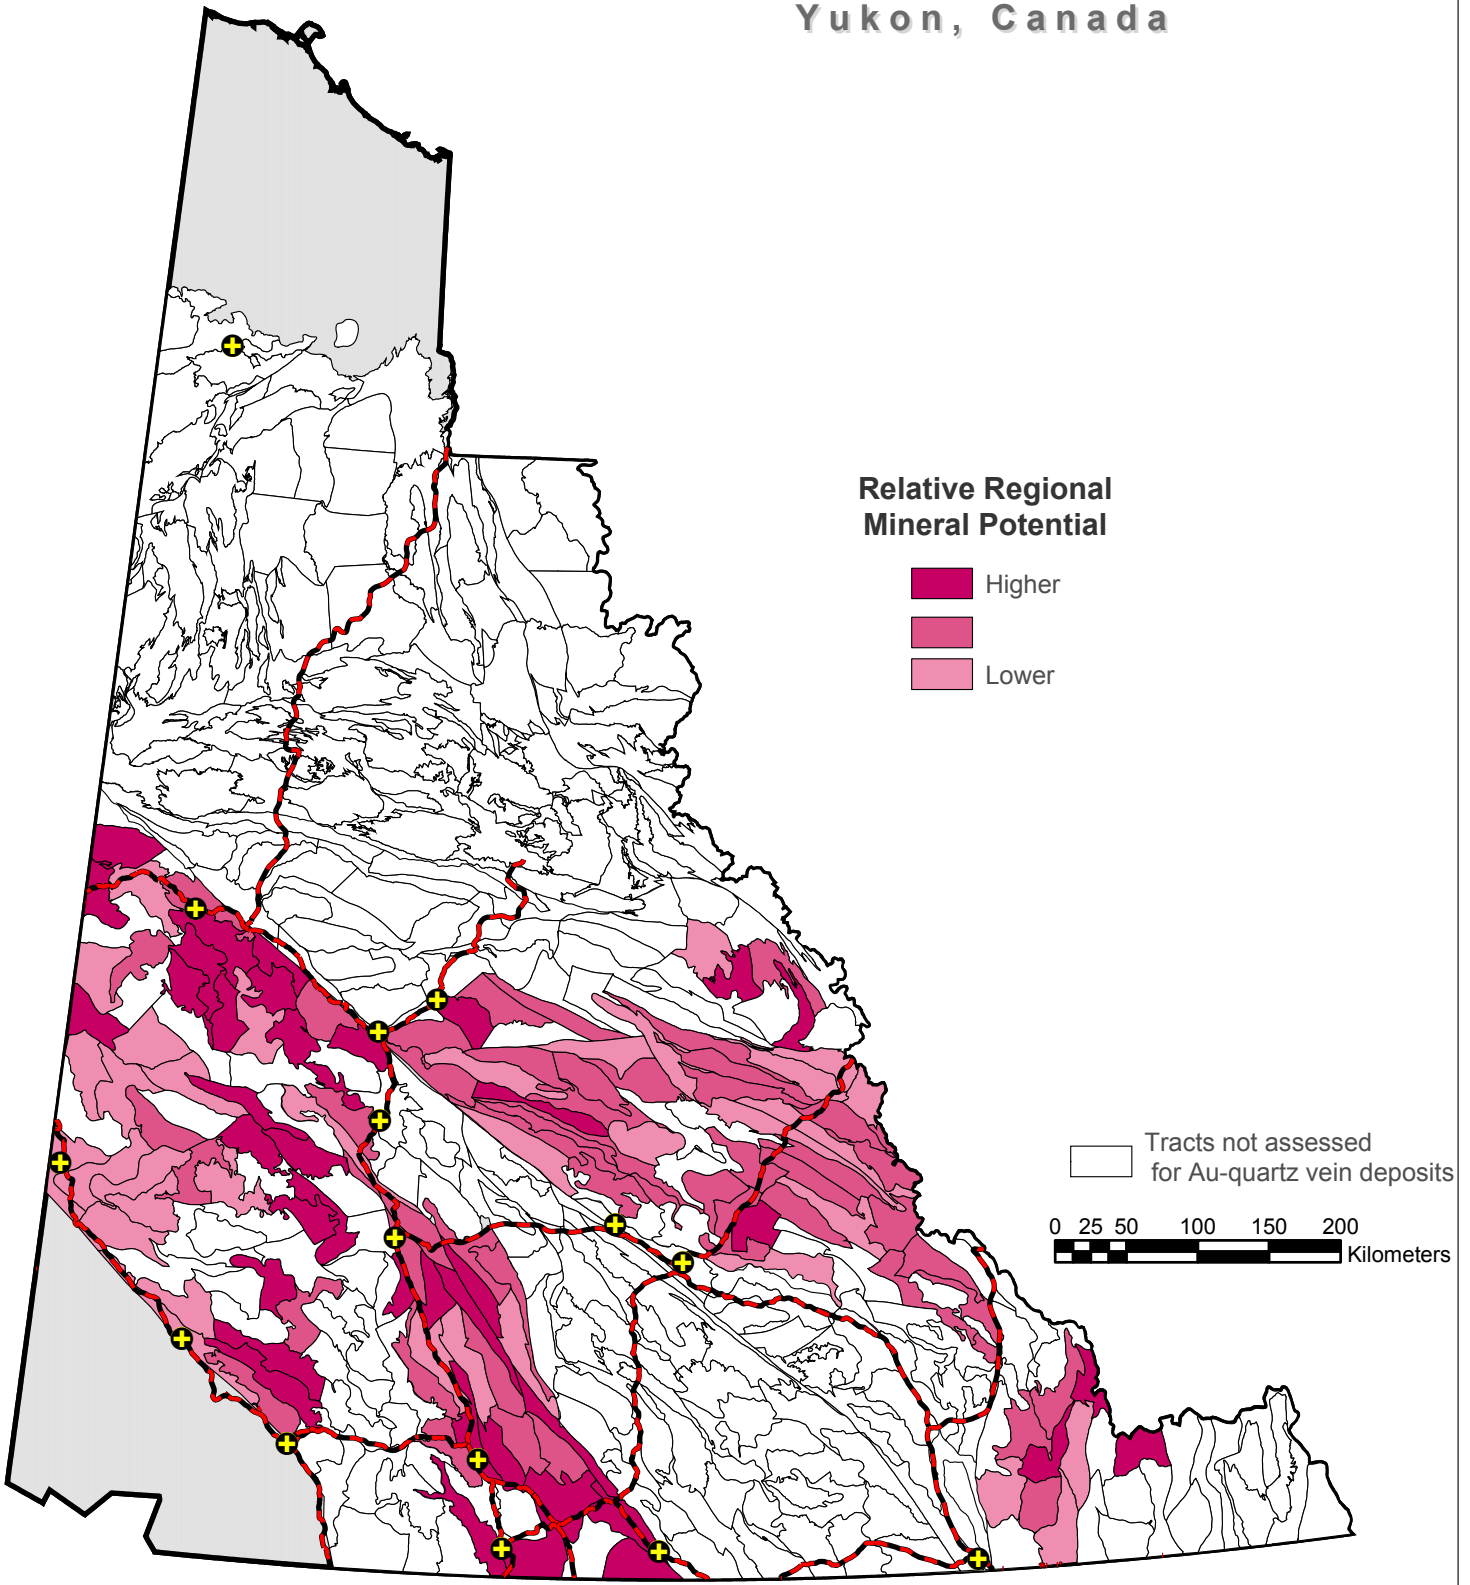 Yukon, Canada
Relative Regional
Mineral Potential
Higher
Lower
Tracts not assessed
for Au-quartz vein deposits
0 25 50 100 150 200
Kilometers